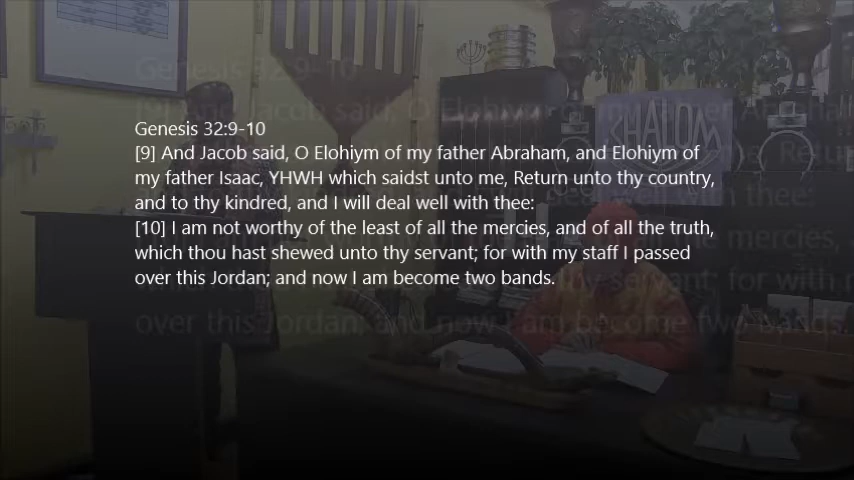 Genesis 32:9-10
[9] And Jacob said, O Elohiym of my father Abraham, and Elohiym of
my father Isaac, YHWH which saidst unto me, Return unto thy country,
and to thy kindred, and I will deal well with thee:
[10] I am not worthy of the least of all the mercies, and of all the truth,
which thou hast shewed unto thy servant; for with my staff I passed
over this Jordan; and now I am become two bands.
SHALOM